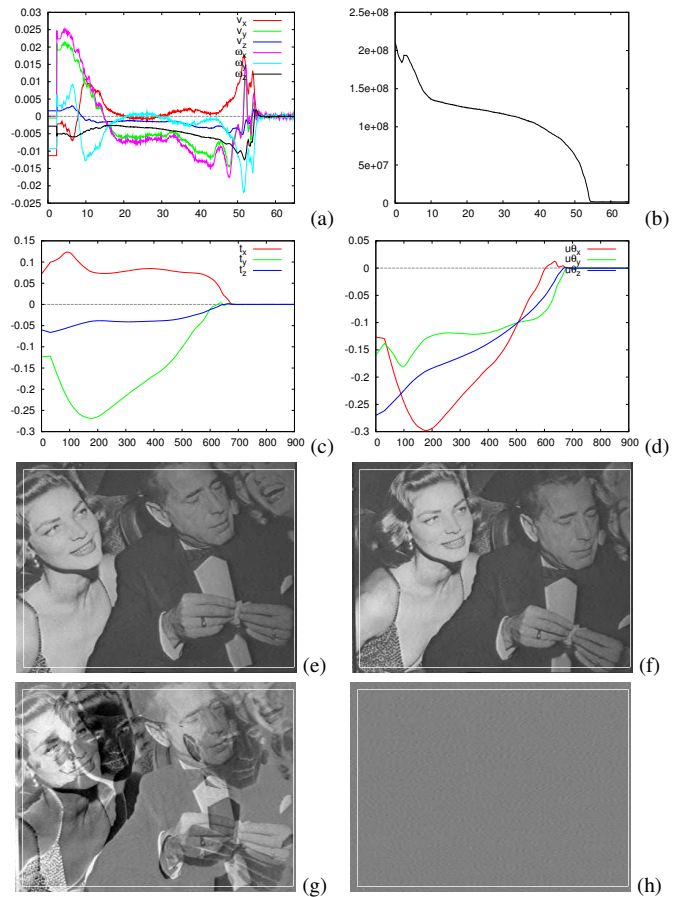 0.03
0.025
0.02
0.015
0.01
0.005
0
-0.005
-0.01
-0.015
-0.02
-0.025
0 10 20 30 40 50 60
v_x
v_y
v_z
ω_x
ω_y
ω_z
(a)
2.5e+08
2e+08
1.5e+08
1e+08
5e+07
0
0 10 20 30 40 50 60
(b)
0.15
0.1
0.05
0
-0.05
-0.1
-0.15
-0.2
-0.25
-0.3
0 100 200 300 400 500 600 700 800 900
t_x
t_y
t_z
(c)
0.05
0
-0.05
-0.1
-0.15
-0.2
-0.25
-0.3
0 100 200 300 400 500 600 700 800 900
uθ_x
uθ_y
uθ_z
(d)
(e)
(f)
(g)
(h)